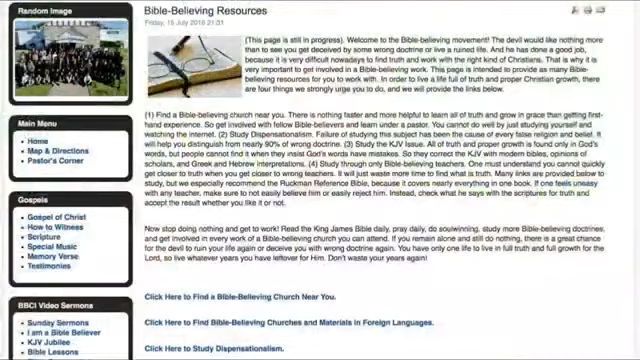 Random Image
Main Menu
Home
Map & Directions
Pastor's Corner
Gospels
Gospel of Christ
How to Witness
Scripture
Special Music
Memory Verse
Testimonies
BBCI Video Sermons
Sunday Sermons
I am a Bible Believer
KJV Jubilee
Bible Lessons
Bible-Believing Resources
Friday, 15 July 2016 21:31
(This page is still in progress). Welcome to the Bible-believing movement! The devil would like nothing more
than to see you get deceived by some wrong doctrine or live a ruined life. And he has done a good job,
because it is very difficult nowadays to find truth and work with the right kind of Christians. That is why it is
very important to get involved in a Bible-believing work. This page is intended to provide as many Bible-
believing resources for you to work with. In order to live a life full of truth and proper Christian growth, there
are four things we strongly urge you to do, and we will provide the links below.
(1) Find a Bible-believing church near you. There is nothing faster and more helpful to learn all of truth and grow in grace than getting first-
hand experience. So get involved with fellow Bible-believers and learn under a pastor. You cannot do well by just studying yourself and
watching the internet. (2) Study Dispensationalism. Failure of studying this subject has been the cause of every false religion and belief. It
will help you distinguish from nearly 90% of wrong doctrine. (3) Study the KJV Issue. All of truth and proper growth is found only in God's
words, but people cannot find it when they insist God's words have mistakes. So they correct the KJV with modern bibles, opinions of
scholars, and Greek and Hebrew interpretations. (4) Study through only Bible-believing teachers. One must understand you cannot quickly
get closer to truth when you get closer to wrong teachers. It will just waste more time to find what is truth. Many links are provided below to
study, but we especially recommend the Ruckman Reference Bible, because it covers nearly everything in one book. If one feels uneasy
with any teacher, make sure to not easily believe him or easily reject him. Instead, check what he says with the scriptures for truth and
accept the result whether you like it or not.
Now stop doing nothing and get to work! Read the King James Bible daily, pray daily, do soulwinning, study more Bible-believing doctrines,
and get involved in every work of a Bible-believing church you can attend. If you remain alone and still do nothing, there is a great chance
for the devil to run your life again or deceive you with wrong doctrine again. You have only one life to live in full truth and full growth for the
Lord, so live whatever years you have leftover for Him. Don't waste your years again!
Click Here to Find a Bible-Believing Church Near You.
Click Here to Find Bible-Believing Churches and Materials in Foreign Languages.
Click Here to Study Dispensationalism.